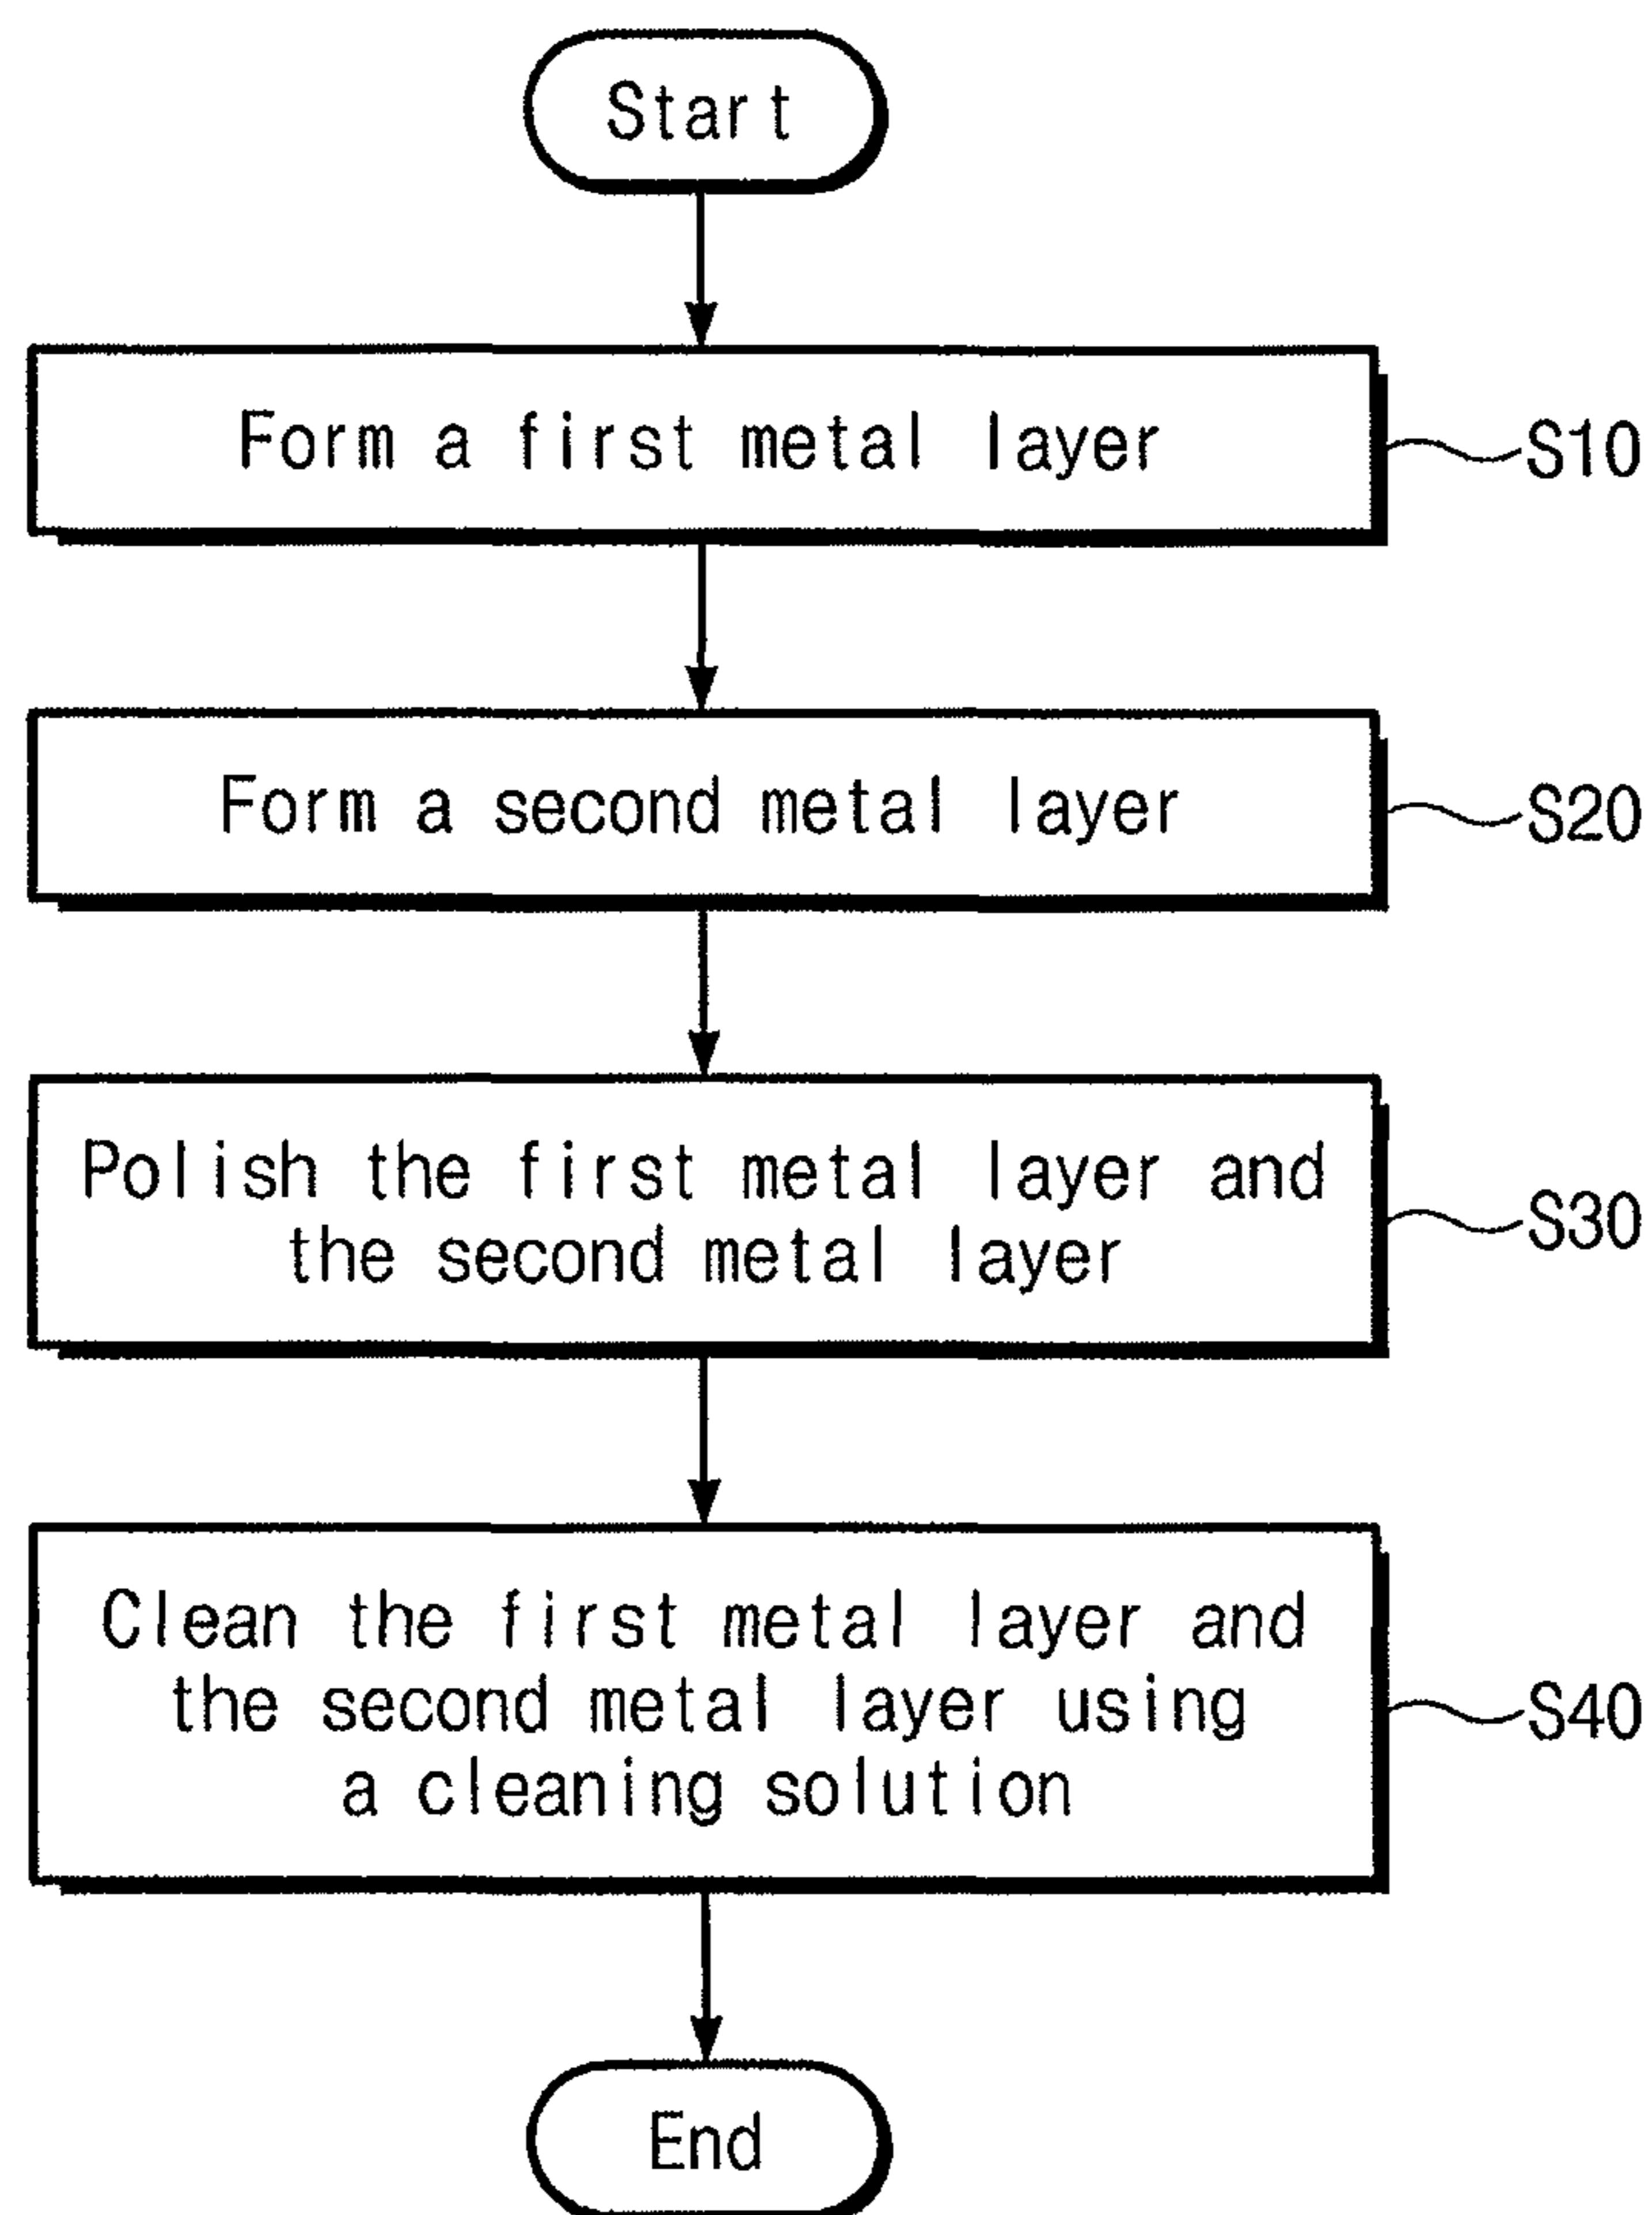 Start
Form a first metal layer
S10
Form a second metal layer
S20
Polish the first metal layer and
the second metal layer
S30
Clean the first metal layer and
the second metal layer using
a cleaning solution
S40
End